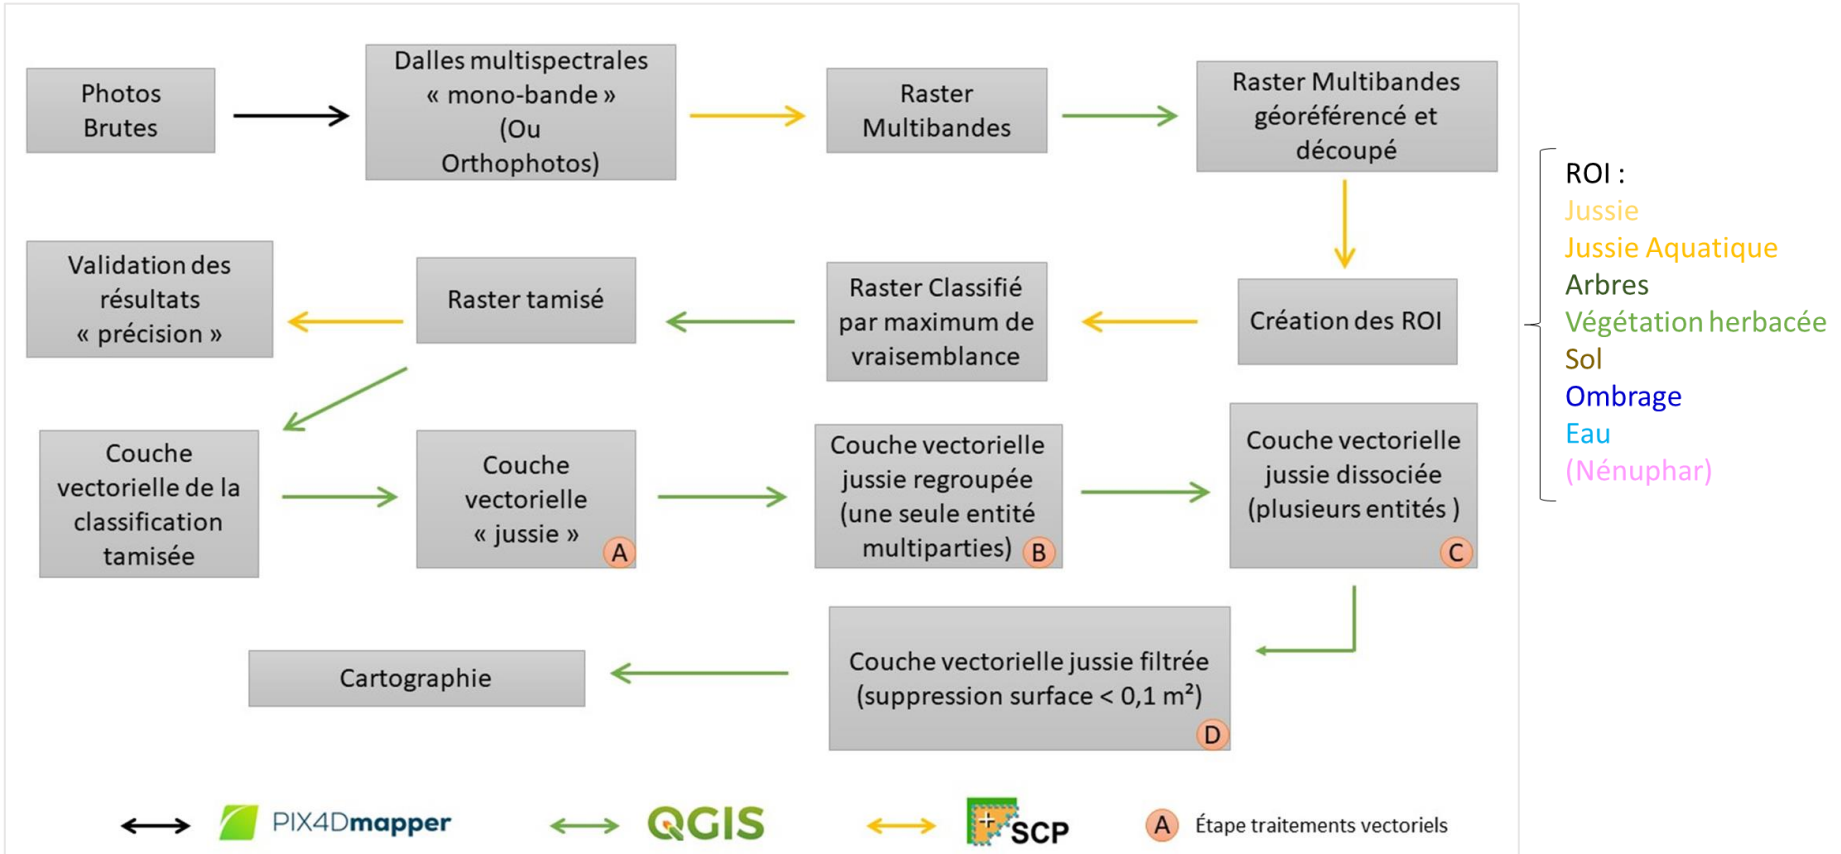 Photos
Brutes
Dalles multispectrales
« mono-bande »
(Ou
Orthophotos)
Raster
Multibandes
Raster Multibandes
géoréférencé et
découpé
ROI :
Jussie
Jussie Aquatique
Arbres
Végétation herbacée
Sol
Ombrage
Eau
(Nénuphar)
Validation des
résultats
« précision »
Raster tamisé
Raster Classifié
par maximum de
vraisemblance
Création des ROI
Couche
vectorielle de la
classification
tamisée
Couche
vectorielle
« jussie »
A
Couche vectorielle
jussie regroupée
(une seule entité
multiparties)
B
Couche vectorielle
jussie dissociée
(plusieurs entités )
C
Cartographie
Couche vectorielle jussie filtrée
(suppression surface < 0,1 m²)
D
PIX4Dmapper
QGIS
SCP
A
Étape traitements vectoriels